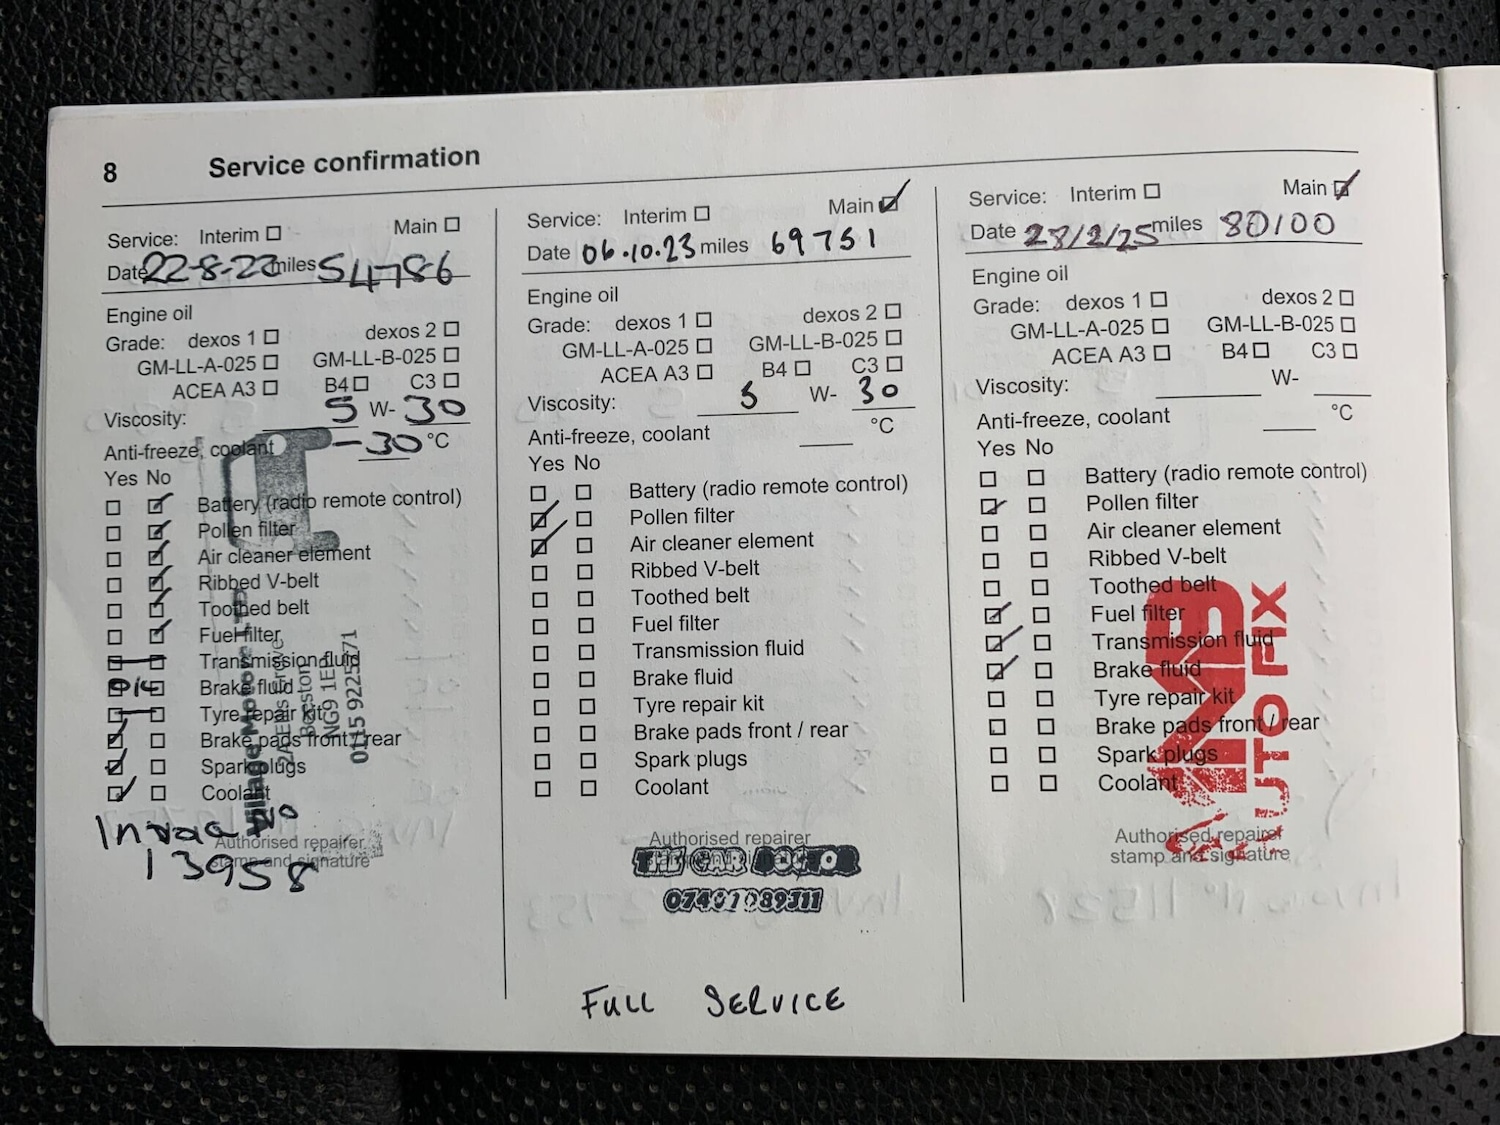 8 Service confirmation
Service: Interim Main
Date 22-8-22 miles 54786
Engine oil
Grade: dexos 1 dexos 2
GM-LL-A-025 GM-LL-B-025
ACEA A3 B4 C3
Viscosity: 5 W- 30
Anti-freeze, coolant -30 °C
Yes No
Battery (radio remote control)
Pollen filter
Air cleaner element
Ribbed V-belt
Toothed belt
Fuel filter
Transmission fluid
Brake fluid
Tyre repair kit
Brake pads front / rear
Spark plugs
Coolant
Village Motors
Beeston
NG9 1E
0115 9225571
No
13958
Authorised repairer
stamp and signature
Service: Interim Main
Date 06.10.23 miles 69751
Engine oil
Grade: dexos 1 dexos 2
GM-LL-A-025 GM-LL-B-025
ACEA A3 B4 C3
Viscosity: 5 W- 30
Anti-freeze, coolant °C
Yes No
Battery (radio remote control)
Pollen filter
Air cleaner element
Ribbed V-belt
Toothed belt
Fuel filter
Transmission fluid
Brake fluid
Tyre repair kit
Brake pads front / rear
Spark plugs
Coolant
Authorised repairer
THE CAR DOCTOR
FULL SERVICE
Service: Interim Main
Date 28/2/25 miles 80100
Engine oil
Grade: dexos 1 dexos 2
GM-LL-A-025 GM-LL-B-025
ACEA A3 B4 C3
Viscosity: W-
Anti-freeze, coolant °C
Yes No
Battery (radio remote control)
Pollen filter
Air cleaner element
Ribbed V-belt
Toothed belt
Fuel filter
Transmission fluid
Brake fluid
Tyre repair kit
Brake pads front / rear
Spark plugs
Coolant
AUTO FIX
Authorised repairer
stamp and signature